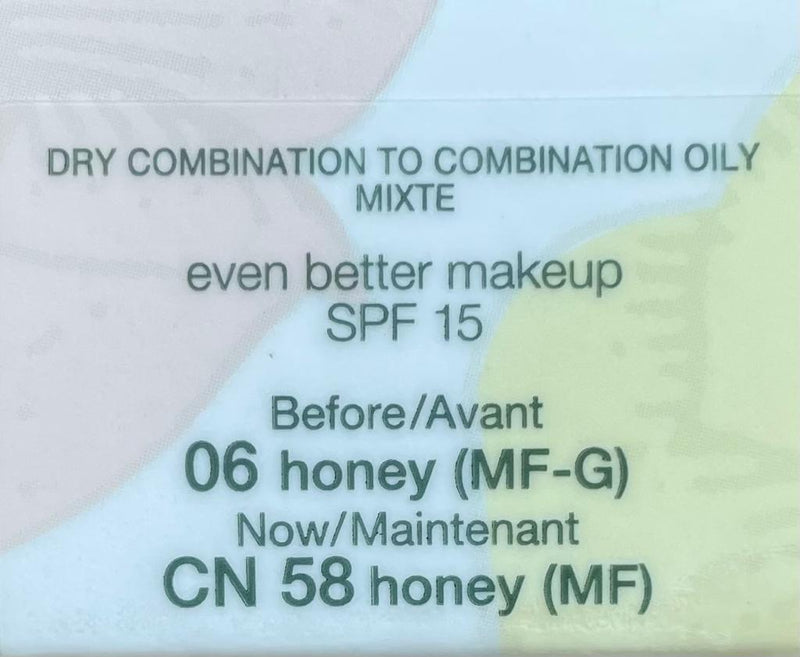 DRY COMBINATION TO COMBINATION OILY
MIXTE
even better makeup
SPF 15
Before/Avant
06 honey (MF-G)
Now/Maintenant
CN 58 honey (MF)